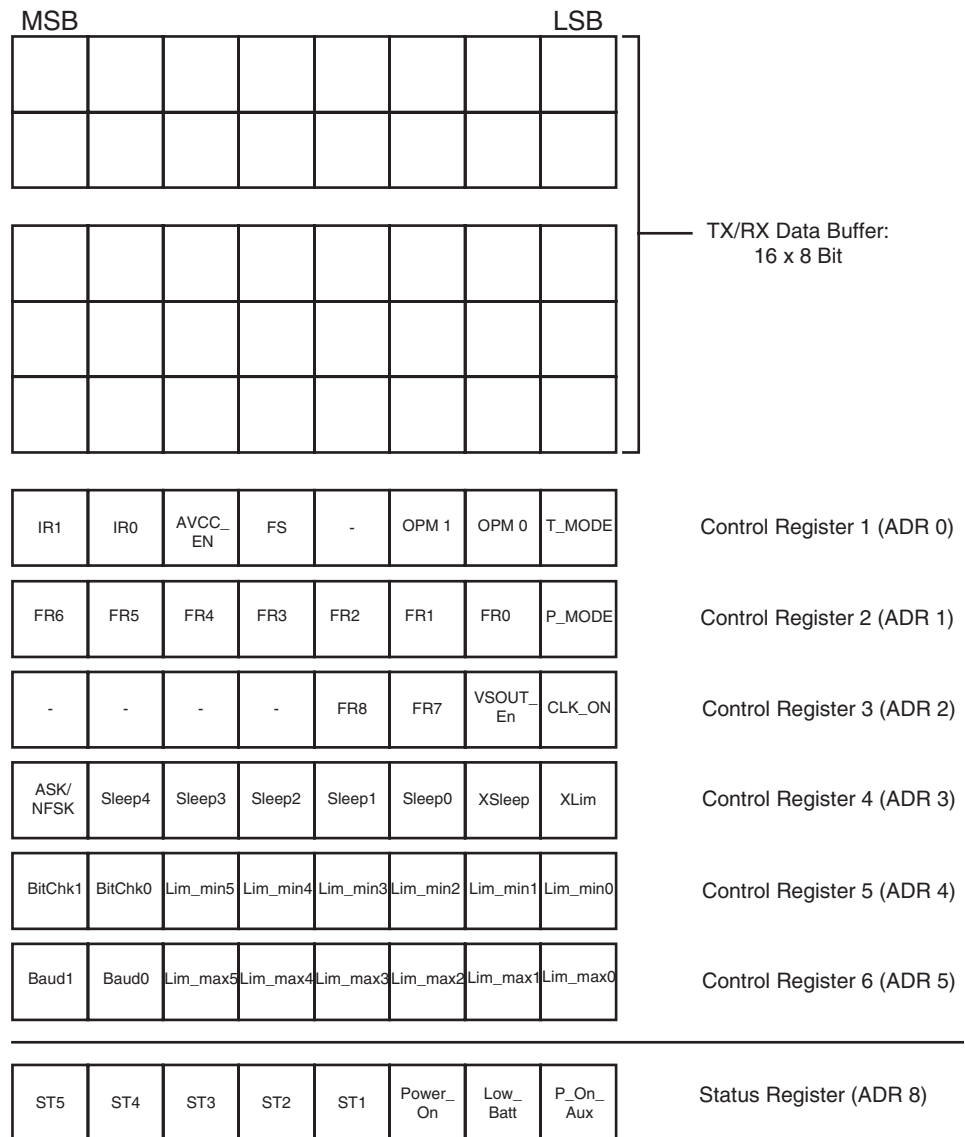 MSB LSB
TX/RX Data Buffer:
16 x 8 Bit
IR1 IR0 AVCC_ EN FS - OPM 1 OPM 0 T_MODE Control Register 1 (ADR 0)
FR6 FR5 FR4 FR3 FR2 FR1 FR0 P_MODE Control Register 2 (ADR 1)
- - - - FR8 FR7 VSOUT_ En CLK_ON Control Register 3 (ADR 2)
ASK/ NFSK Sleep4 Sleep3 Sleep2 Sleep1 Sleep0 XSleep XLim Control Register 4 (ADR 3)
BitChk1 BitChk0 Lim_min5 Lim_min4 Lim_min3 Lim_min2 Lim_min1 Lim_min0 Control Register 5 (ADR 4)
Baud1 Baud0 Lim_max5 Lim_max4 Lim_max3 Lim_max2 Lim_max1 Lim_max0 Control Register 6 (ADR 5)
ST5 ST4 ST3 ST2 ST1 Power_ On Low_ Batt P_On_ Aux Status Register (ADR 8)